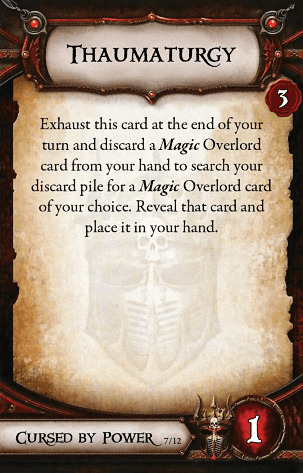 Thaumaturgy
3
Exhaust this card at the end of your
turn and discard a Magic Overlord
card from your hand to search your
discard pile for a Magic Overlord card
of your choice. Reveal that card and
place it in your hand.
Cursed by Power 7/12
1